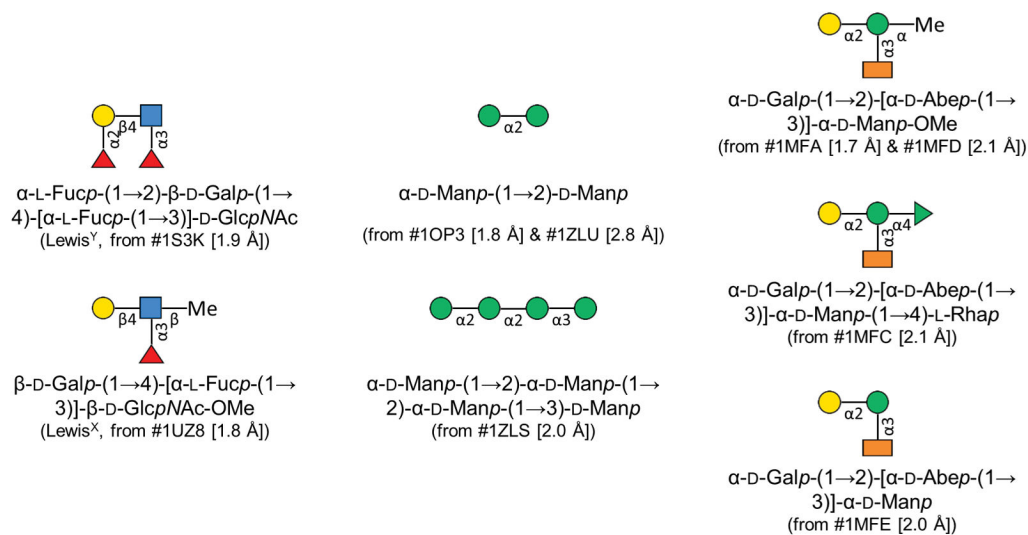 α2
β4
α3
α-L-Fucp-(1→2)-β-D-Galp-(1→
4)-[α-L-Fucp-(1→3)]-D-GlcpNAc
(Lewis^Y, from #1S3K [1.9 Å])
β4
α3
β
Me
β-D-Galp-(1→4)-[α-L-Fucp-(1→
3)]-β-D-GlcpNAc-OMe
(Lewis^X, from #1UZ8 [1.8 Å])
α2
α-D-Manp-(1→2)-D-Manp
(from #1OP3 [1.8 Å] & #1ZLU [2.8 Å])
α2
α2
α3
α-D-Manp-(1→2)-α-D-Manp-(1→
2)-α-D-Manp-(1→3)-D-Manp
(from #1ZLS [2.0 Å])
α2
α3
α
Me
α-D-Galp-(1→2)-[α-D-Abep-(1→
3)]-α-D-Manp-OMe
(from #1MFA [1.7 Å] & #1MFD [2.1 Å])
α2
α3
α4
α-D-Galp-(1→2)-[α-D-Abep-(1→
3)]-α-D-Manp-(1→4)-L-Rhap
(from #1MFC [2.1 Å])
α2
α3
α-D-Galp-(1→2)-[α-D-Abep-(1→
3)]-α-D-Manp
(from #1MFE [2.0 Å])